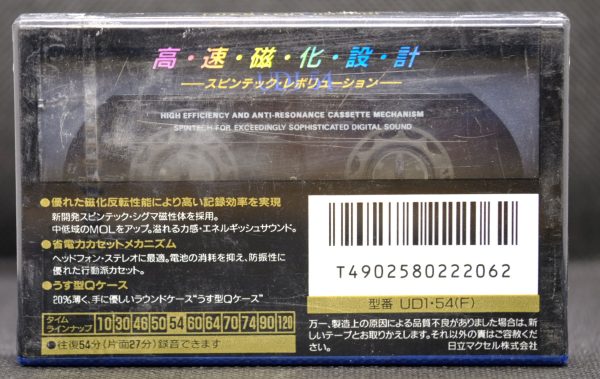 高・速・磁・化・設・計
スピンテック・レボリューション
HIGH EFFICIENCY AND ANTI-RESONANCE CASSETTE MECHANISM
SPINTECH FOR EXCEEDINGLY SOPHISTICATED DIGITAL SOUND
●優れた磁化反転性能により高い記録効率を実現
新開発スピンテック・シグマ磁性体を採用。
中低域のMOLをアップ。溢れる力感・エネルギッシュサウンド。
●省電力カセットメカニズム
ヘッドフォン・ステレオに最適。電池の消耗を抑え、防振性に
優れた行動派カセット。
●うす型Qケース
20%薄く、手に優しいラウンドケース"うす型Qケース"
タイム
ラインナップ
10 30 46 50 54 60 64 70 74 90 120
●往復54分(片面27分)録音できます。
T4902580222062
型番 UD1・54(F)
万一、製造上の原因による品質不良がありました場合は、新
しいテープとお取りかえします。それ以外の責はご容赦くだ
さい。
日立マクセル株式会社